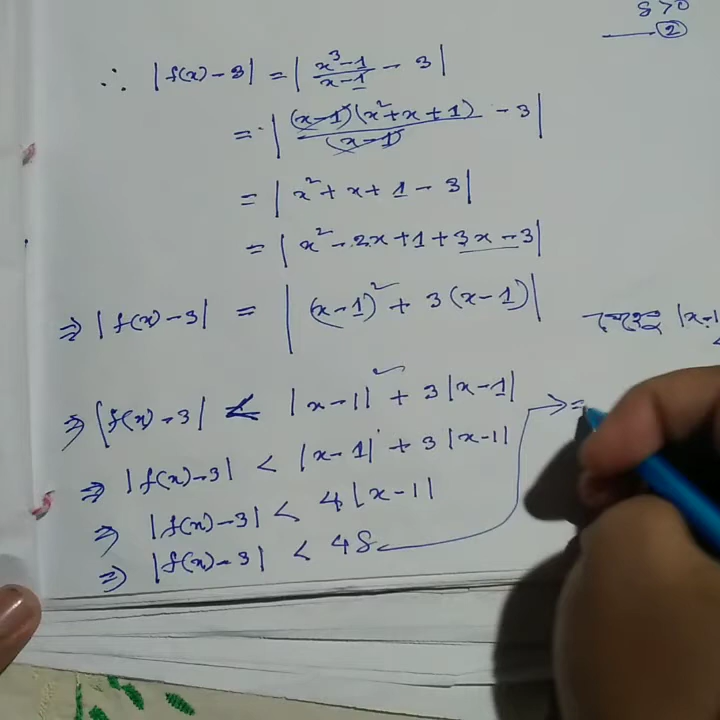 δ > 0
— ②
∴ |f(x) - 3| = |x³-1/x-1 - 3|
= |(x-1)(x²+x+1)/(x-1) - 3|
= |x² + x + 1 - 3|
= |x² - 2x + 1 + 3x - 3|
⇒ |f(x) - 3| = |(x-1)² + 3(x-1)|
|x-1|
⇒ |f(x) - 3| < |x-1|² + 3|x-1|
⇒ |f(x) - 3| < |x-1| + 3|x-1|
⇒ |f(x) - 3| < 4|x-1|
⇒ |f(x) - 3| < 4δ → =